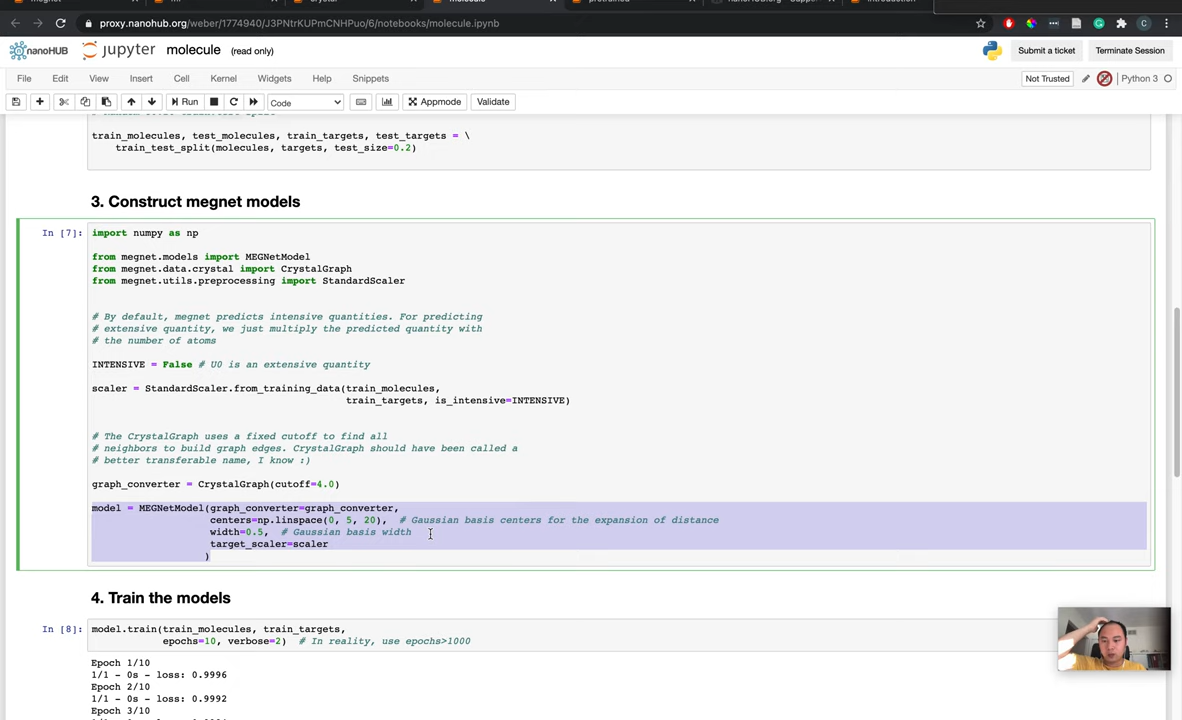 proxy.nanohub.org/weber/1774940/J3PNtrKUPmCNHPuo/6/notebooks/molecule.ipynb
nanoHUB jupyter molecule (read only) Submit a ticket Terminate Session
File Edit View Insert Cell Kernel Widgets Help Snippets Not Trusted Python 3
Run Code Appmode Validate
train_molecules, test_molecules, train_targets, test_targets = \
train_test_split(molecules, targets, test_size=0.2)
3. Construct megnet models
In [7]: import numpy as np
from megnet.models import MEGNetModel
from megnet.data.crystal import CrystalGraph
from megnet.utils.preprocessing import StandardScaler
# By default, megnet predicts intensive quantities. For predicting
# extensive quantity, we just multiply the predicted quantity with
# the number of atoms
INTENSIVE = False # U0 is an extensive quantity
scaler = StandardScaler.from_training_data(train_molecules,
train_targets, is_intensive=INTENSIVE)
# The CrystalGraph uses a fixed cutoff to find all
# neighbors to build graph edges. CrystalGraph should have been called a
# better transferable name, I know :)
graph_converter = CrystalGraph(cutoff=4.0)
model = MEGNetModel(graph_converter=graph_converter,
centers=np.linspace(0, 5, 20), # Gaussian basis centers for the expansion of distance
width=0.5, # Gaussian basis width
target_scaler=scaler
)
4. Train the models
In [8]: model.train(train_molecules, train_targets,
epochs=10, verbose=2) # In reality, use epochs>1000
Epoch 1/10
1/1 - 0s - loss: 0.9996
Epoch 2/10
1/1 - 0s - loss: 0.9992
Epoch 3/10